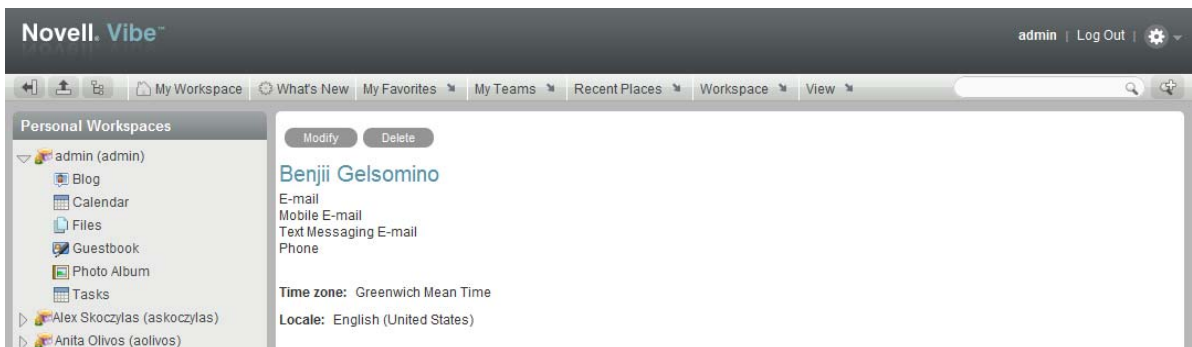 Novell. Vibe™
admin | Log Out |
My Workspace What's New My Favorites My Teams Recent Places Workspace View
Personal Workspaces
admin (admin)
Blog
Calendar
Files
Guestbook
Photo Album
Tasks
Alex Skoczylas (askoczylas)
Anita Olivos (aolivos)
Modify Delete
Benjii Gelsomino
E-mail
Mobile E-mail
Text Messaging E-mail
Phone
Time zone: Greenwich Mean Time
Locale: English (United States)